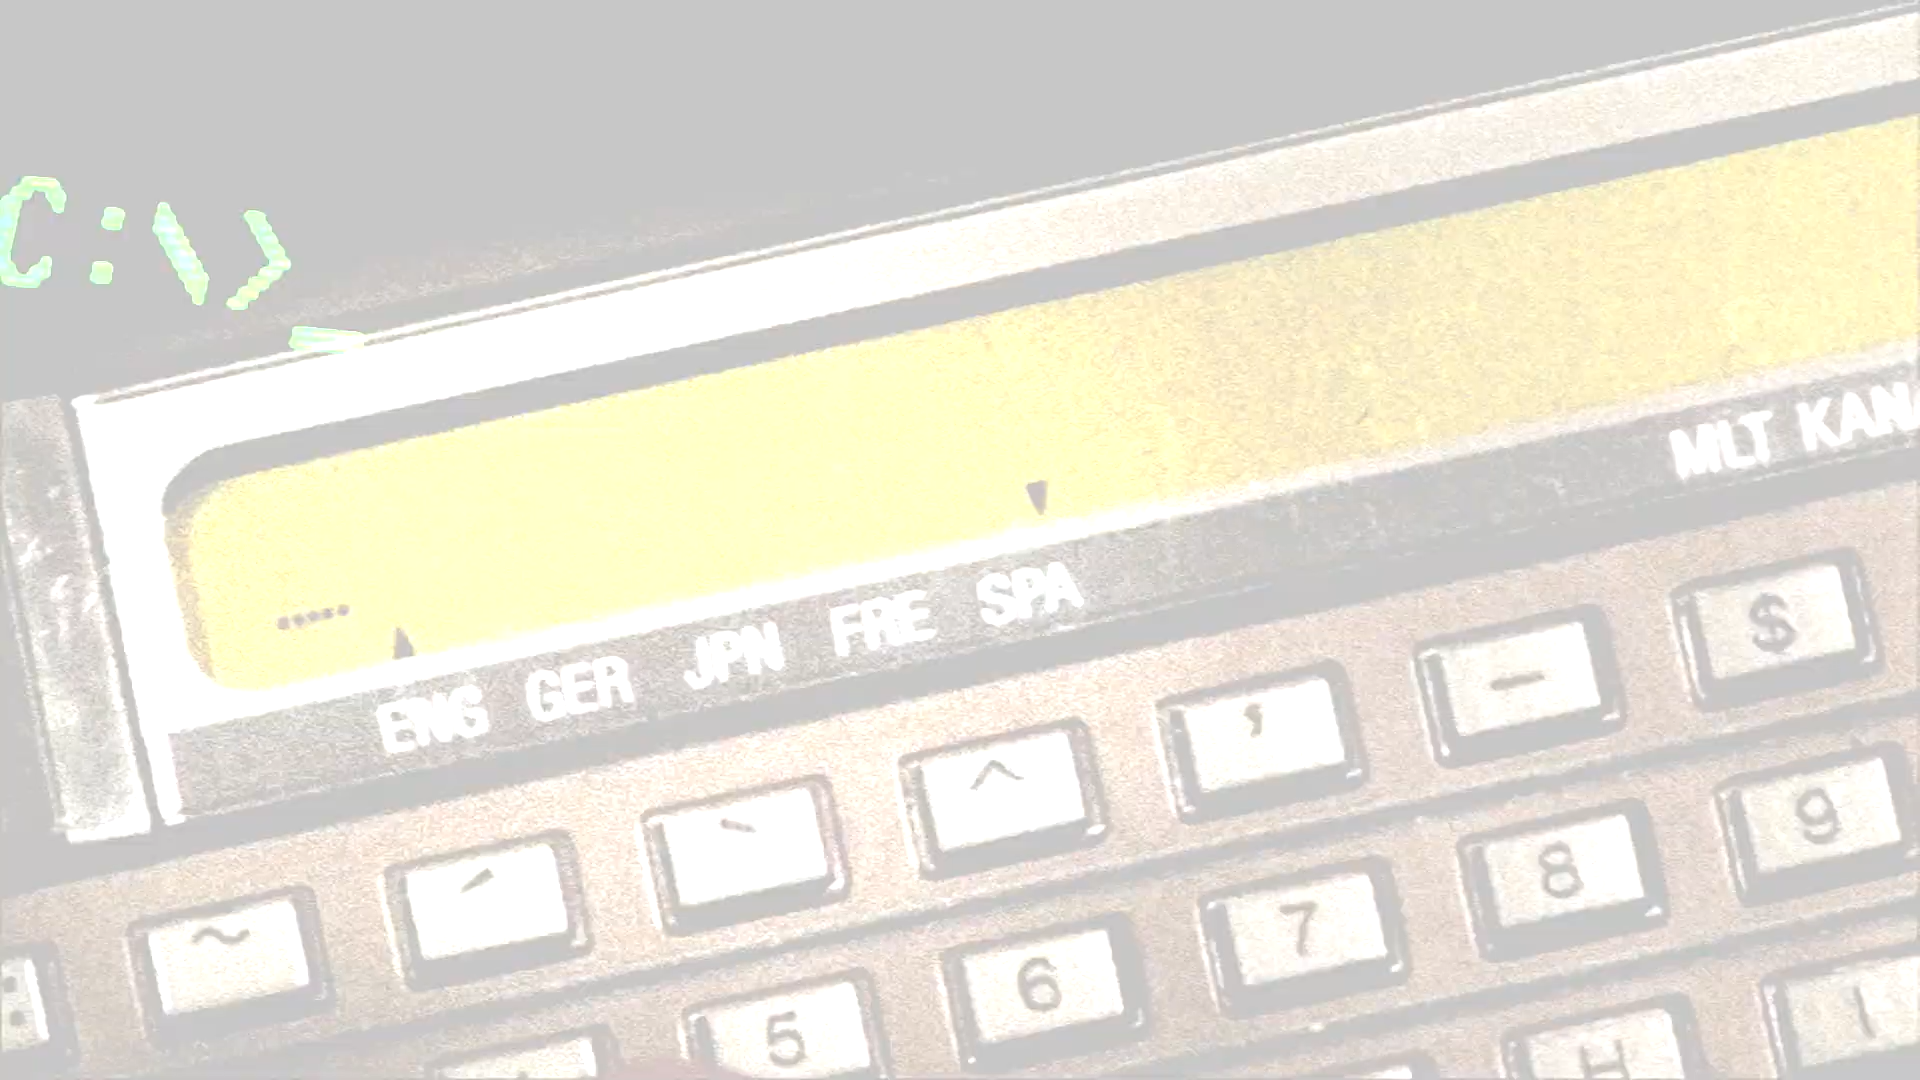 C:\>_
MLT KAN
ENG GER JPN FRE SPA
~ ´ ` ^ , - $
5 6 7 8 9
H I